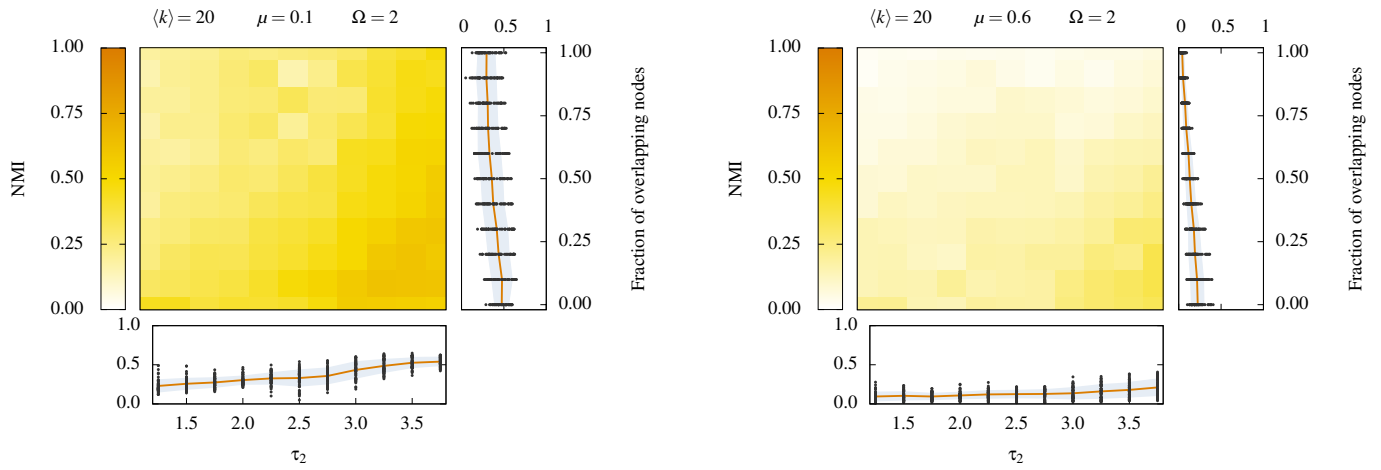 ⟨k⟩ = 20 μ = 0.1 Ω = 2
0 0.5 1
1.00
0.75
0.50
0.25
0.00
NMI
1.00
0.75
0.50
0.25
0.00
Fraction of overlapping nodes
1.0
0.5
0.0
1.5 2.0 2.5 3.0 3.5
τ₂
⟨k⟩ = 20 μ = 0.6 Ω = 2
0 0.5 1
1.00
0.75
0.50
0.25
0.00
NMI
1.00
0.75
0.50
0.25
0.00
Fraction of overlapping nodes
1.0
0.5
0.0
1.5 2.0 2.5 3.0 3.5
τ₂